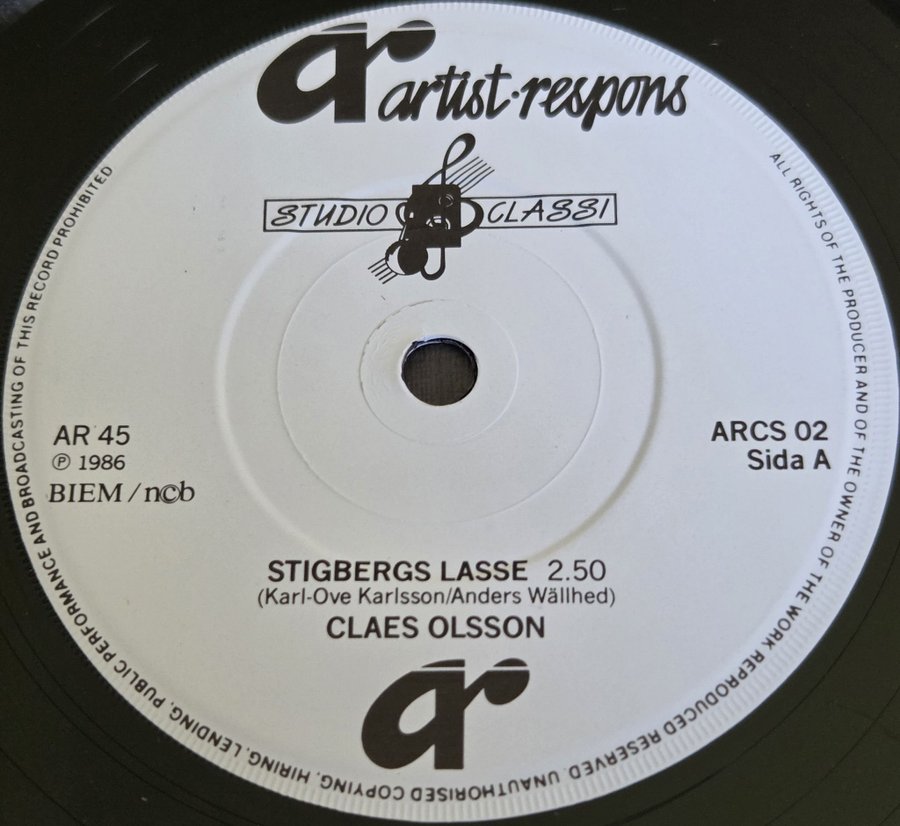 ar artist·respons
STUDIO CLASSI
AR 45
℗ 1986
BIEM / n©b
ARCS 02
Sida A
STIGBERGS LASSE 2.50
(Karl-Ove Karlsson/Anders Wällhed)
CLAES OLSSON
ar
ALL RIGHTS OF THE PRODUCER AND OF THE OWNER OF THE WORK REPRODUCED RESERVED. UNAUTHORISED COPYING, HIRING, LENDING, PUBLIC PERFORMANCE AND BROADCASTING OF THIS RECORD PROHIBITED